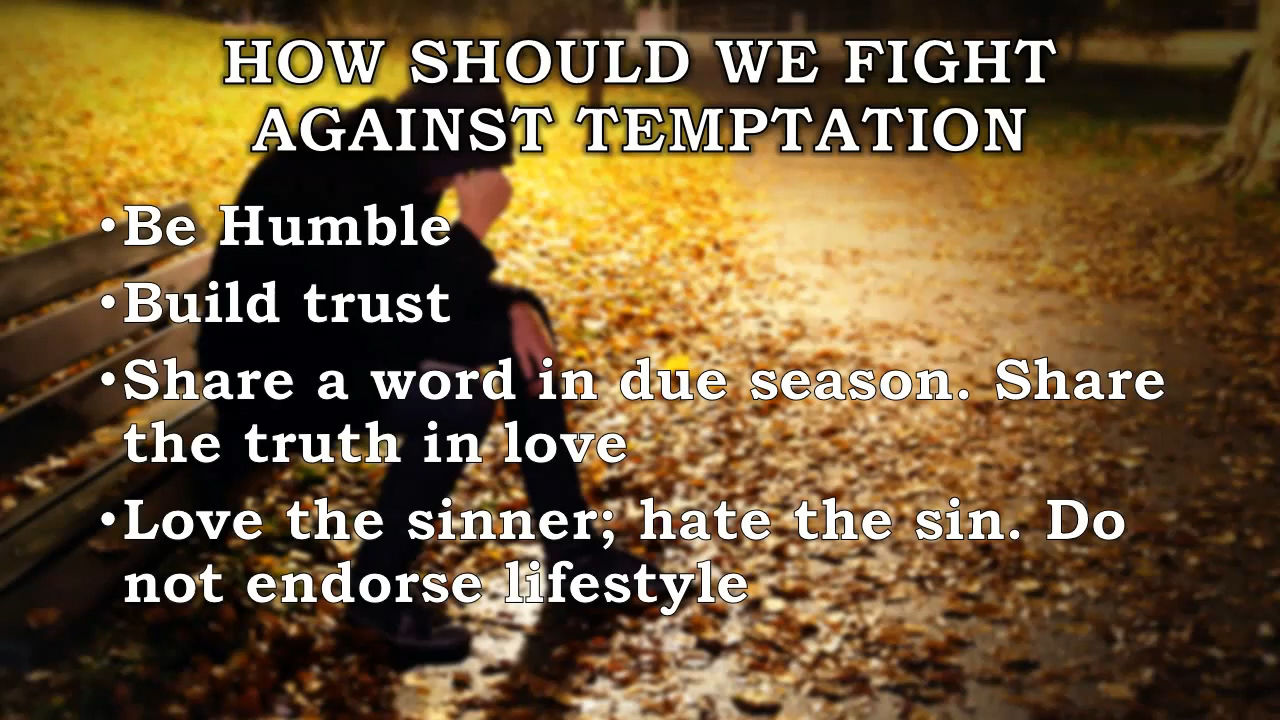 HOW SHOULD WE FIGHT
AGAINST TEMPTATION
•Be Humble
•Build trust
•Share a word in due season. Share
the truth in love
•Love the sinner; hate the sin. Do
not endorse lifestyle